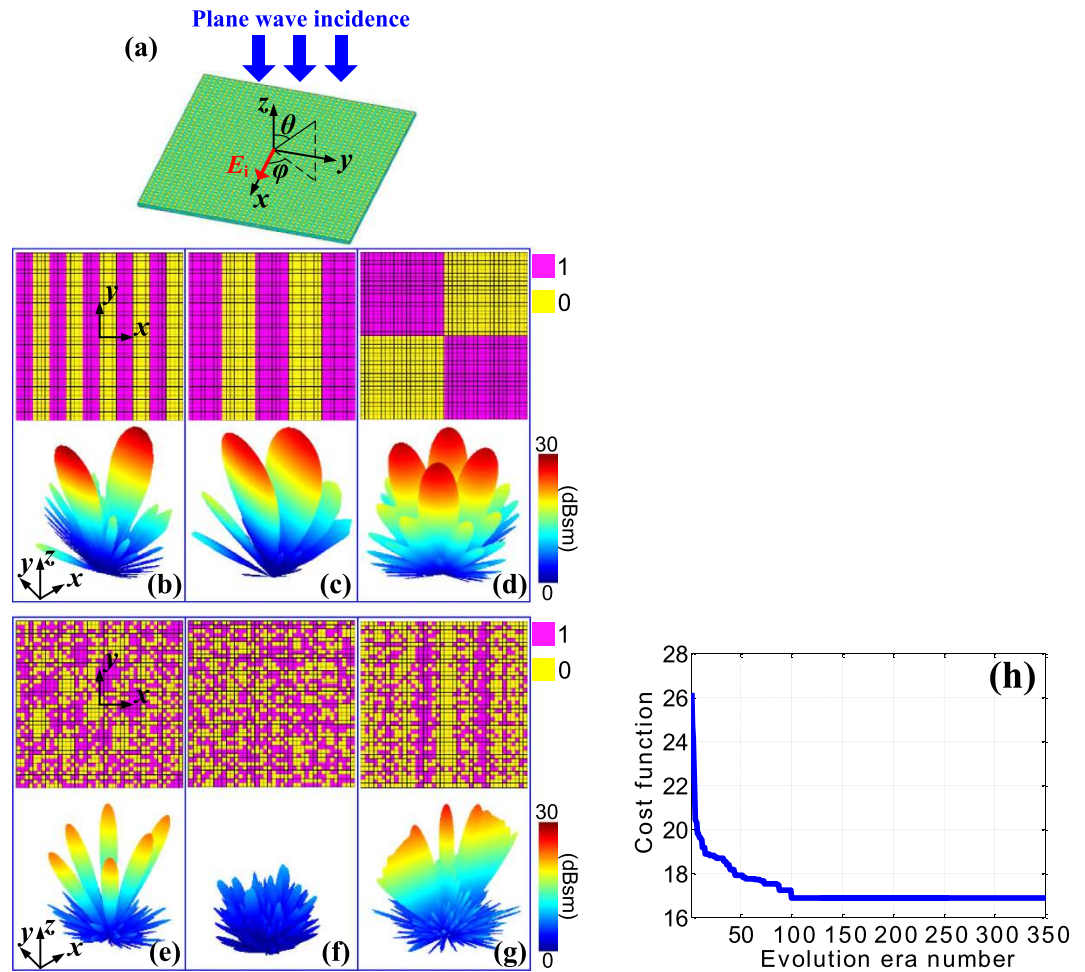 Plane wave incidence
(a)
z
θ
y
Ei
φ
x
1
0
y
x
30
(dBsm)
0
y z x
(b)
(c)
(d)
1
0
y
x
30
(dBsm)
0
y z x
(e)
(f)
(g)
(h)
Cost function
28
26
24
22
20
18
16
50 100 150 200 250 300 350
Evolution era number